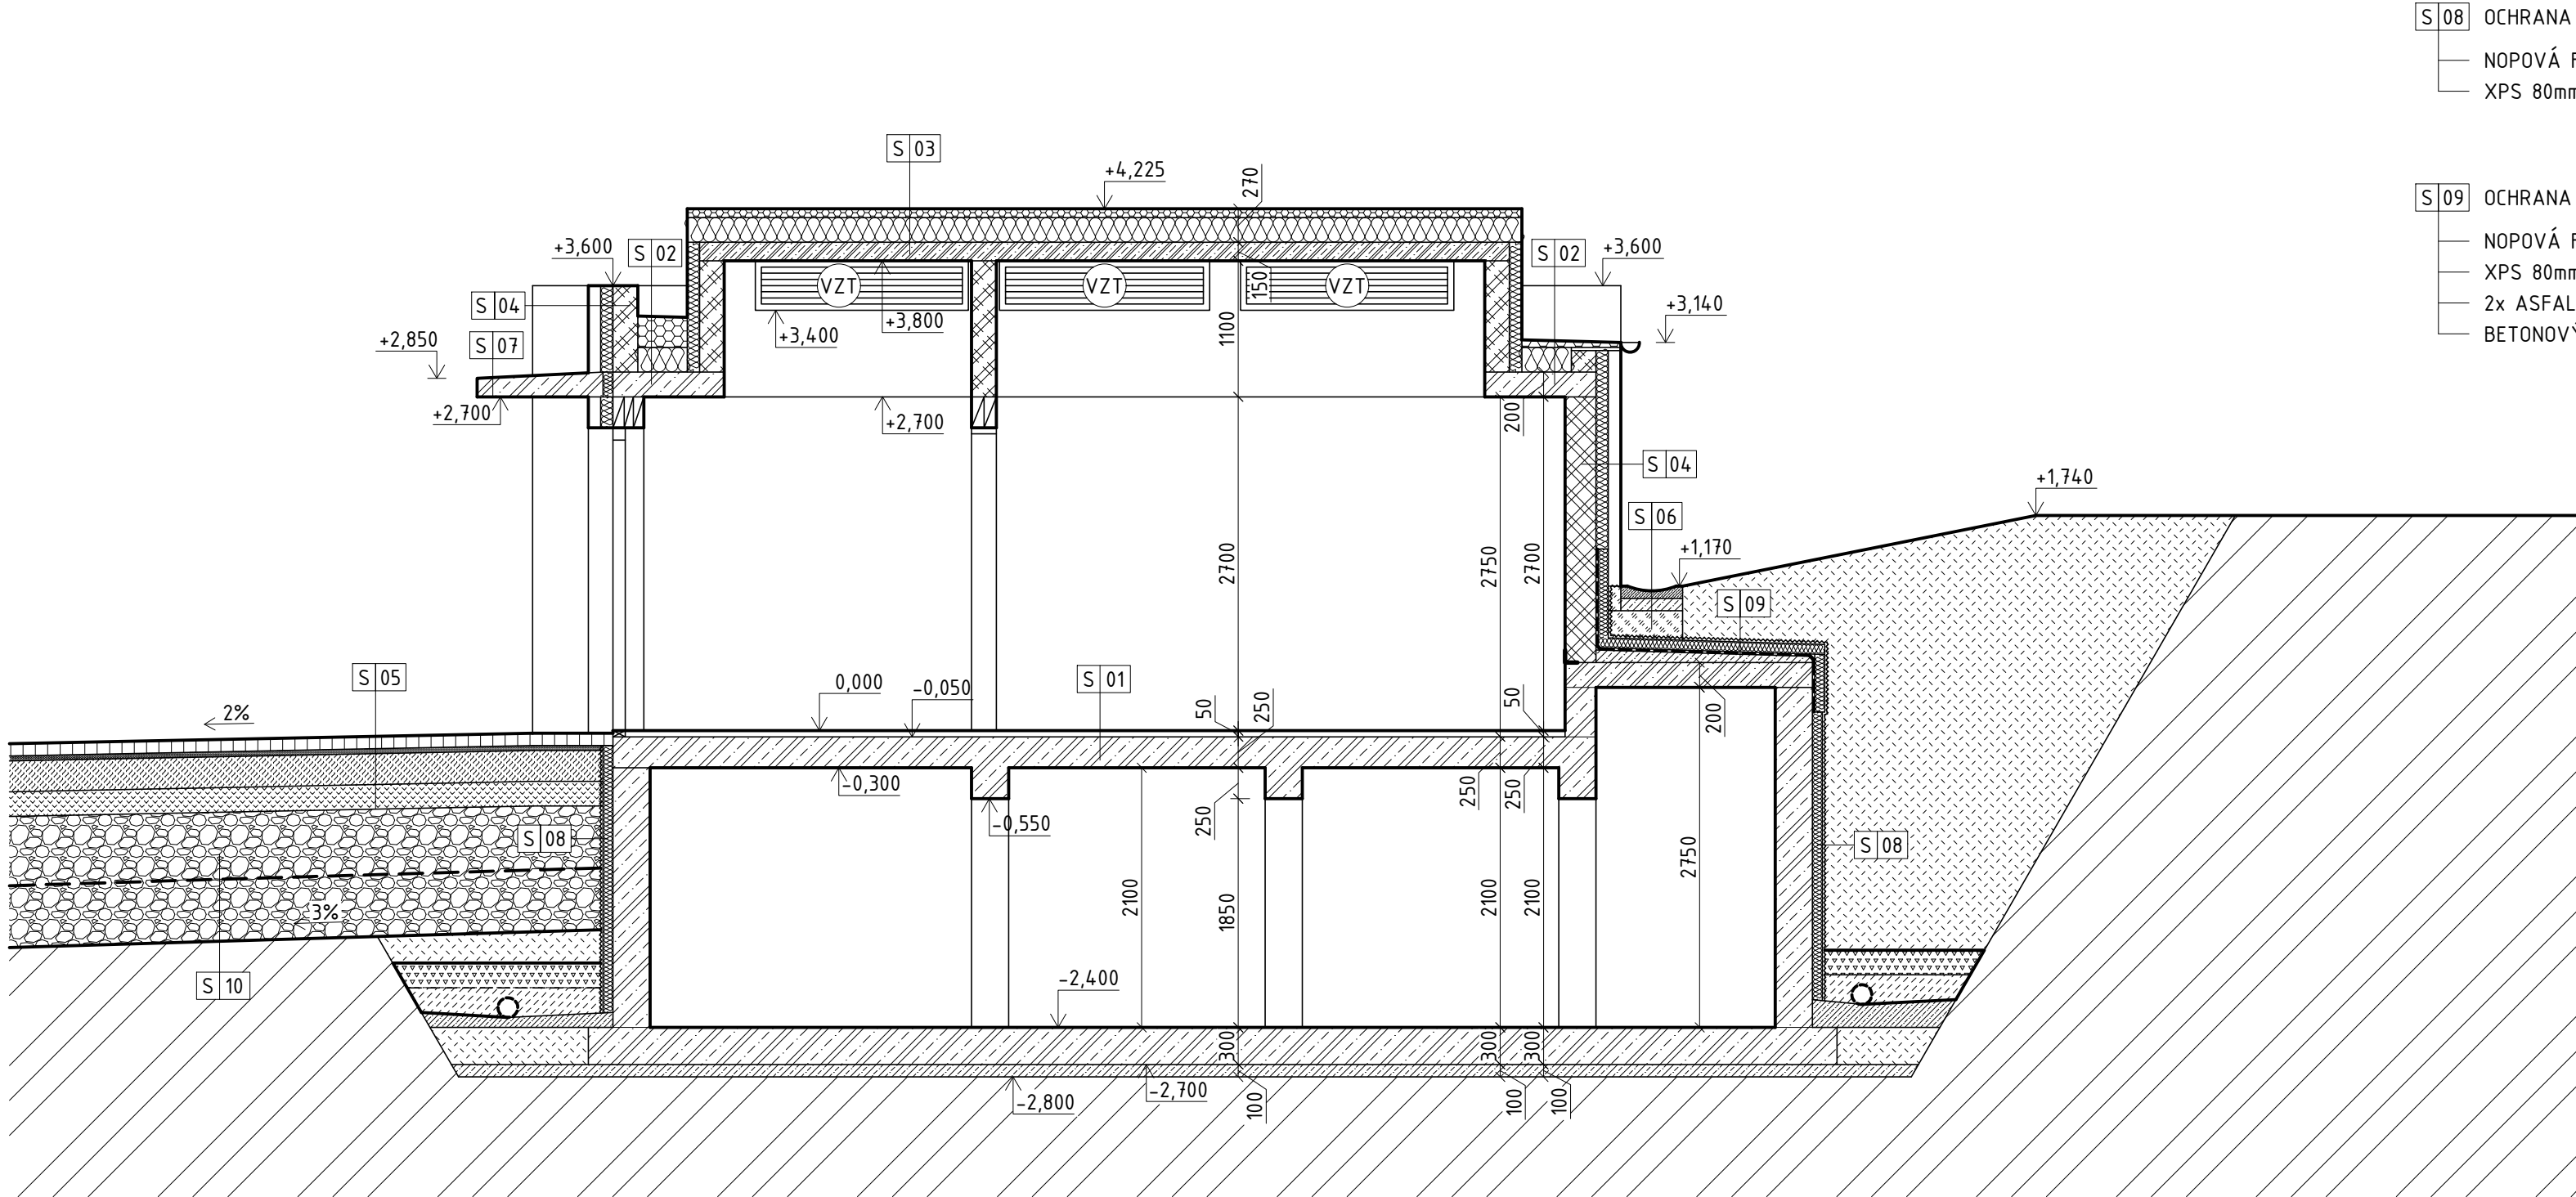 S 08 OCHRANA
NOPOVÁ
XPS 80mm
S 03
+4,225
270
S 09 OCHRANA
NOPOVÁ
XPS 80mm
2x ASFAL
BETONOVÝ
+3,600
S 02
S 02
+3,600
VZT
VZT
150
VZT
S 04
+3,140
+3,800
+3,400
1100
+2,850
S 07
+2,700
+2,700
200
S 04
+1,740
S 06
2700
2750
2700
+1,170
S 09
S 05
0,000
-0,050
S 01
50
250
50
2%
200
-0,300
250
250
250
-0,550
S 08
S 08
2750
2100
1850
2100
2100
3%
S 10
-2,400
300
300
300
-2,800
-2,700
100
100
100